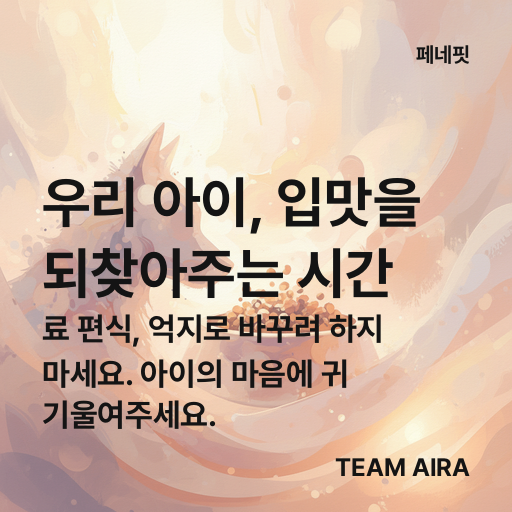 페네핏
우리 아이, 입맛을
되찾아주는 시간
료 편식, 억지로 바꾸려 하지
마세요. 아이의 마음에 귀
기울여주세요.
TEAM AIRA